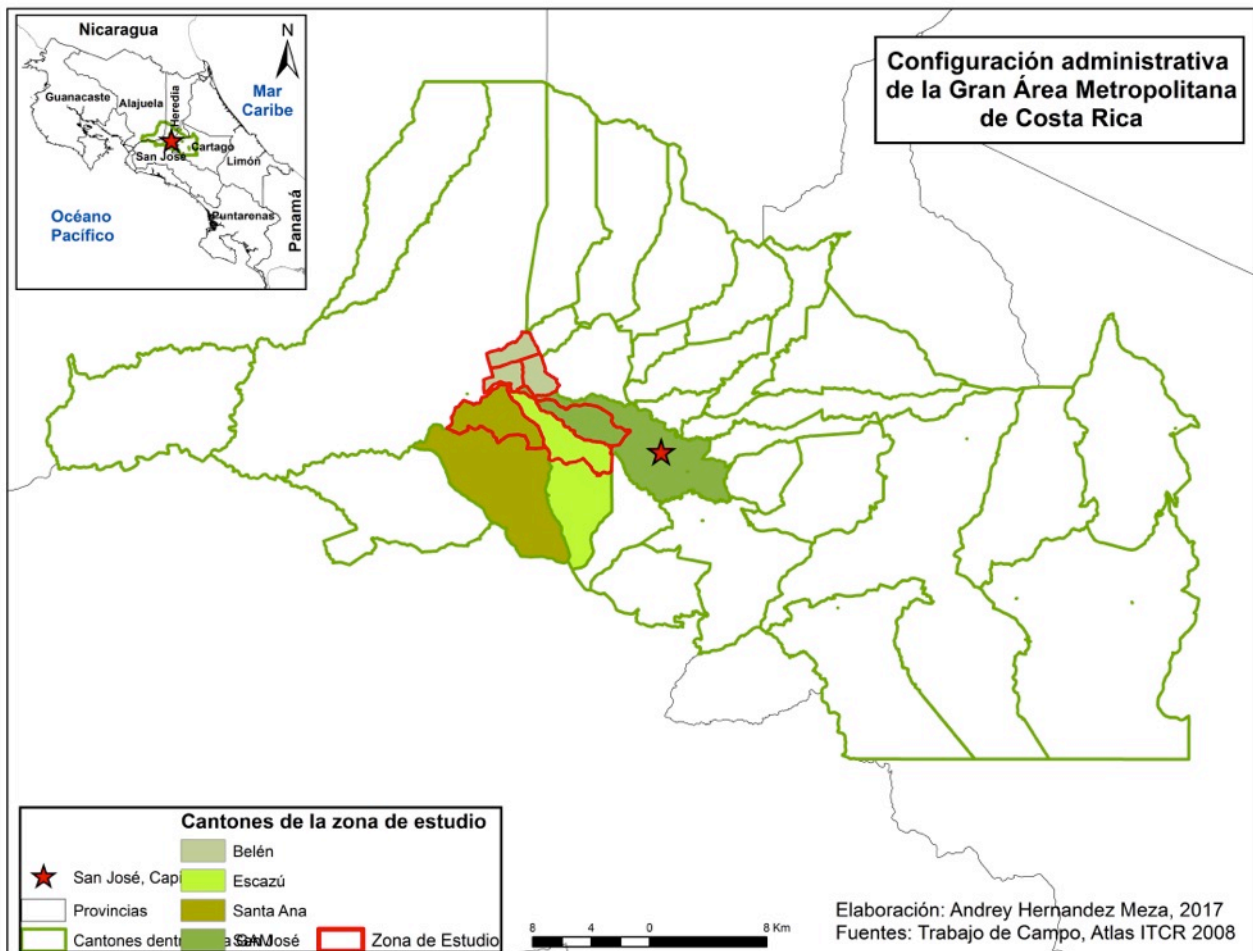 Nicaragua
N
Mar
Caribe
Guanacaste
Alajuela
Heredia
Cartago
San José
Limón
Puntarenas
Océano
Pacífico
Panamá
Configuración administrativa
de la Gran Área Metropolitana
de Costa Rica
Cantones de la zona de estudio
Belén
San José, Capi
Escazú
Provincias
Santa Ana
Cantones dent
San José
Zona de Estudio
8 4 0 8 Km
Elaboración: Andrey Hernandez Meza, 2017
Fuentes: Trabajo de Campo, Atlas ITCR 2008